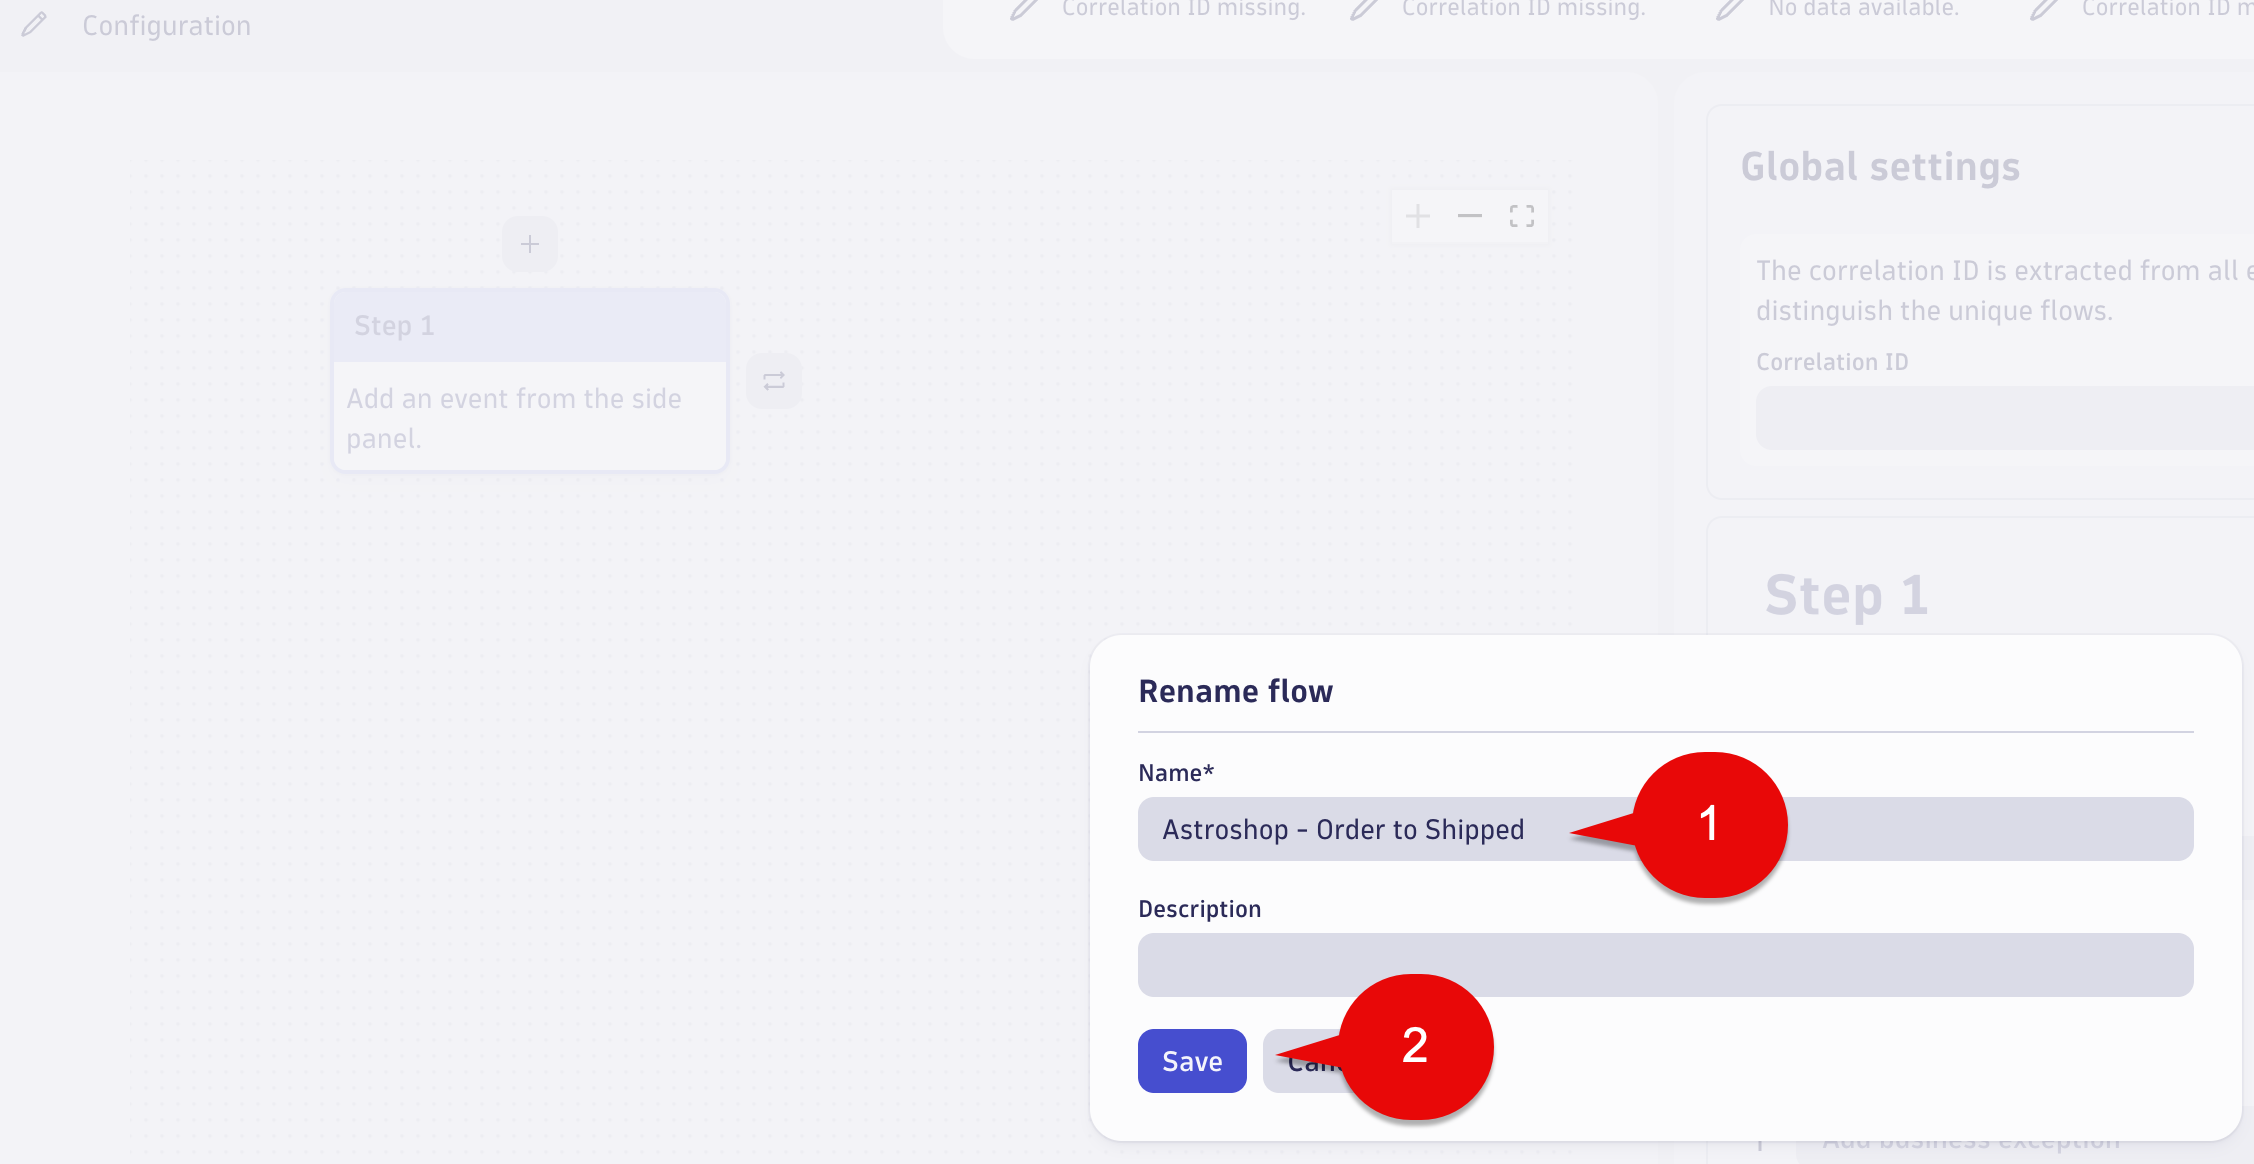 Configuration
Correlation ID missing.
Correlation ID missing.
No data available.
Correlation ID m
Step 1
Add an event from the side
panel.
Global settings
The correlation ID is extracted from all e
distinguish the unique flows.
Correlation ID
Step 1
Rename flow
Name*
Astroshop - Order to Shipped
1
Description
Save
2
Add business exception